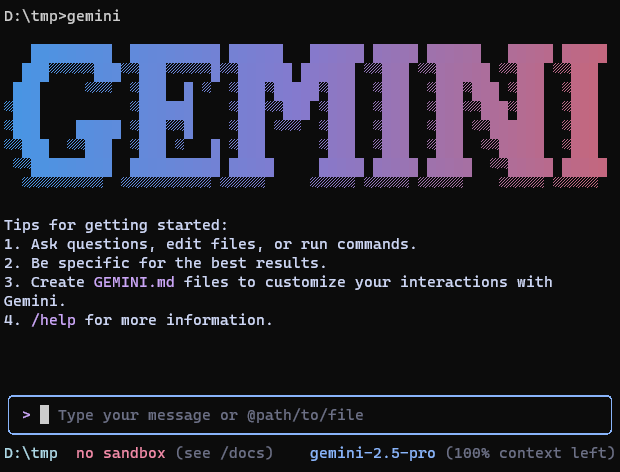 D:\tmp>gemini
GEMINI
Tips for getting started:
1. Ask questions, edit files, or run commands.
2. Be specific for the best results.
3. Create GEMINI.md files to customize your interactions with
Gemini.
4. /help for more information.
> Type your message or @path/to/file
D:\tmp no sandbox (see /docs) gemini-2.5-pro (100% context left)